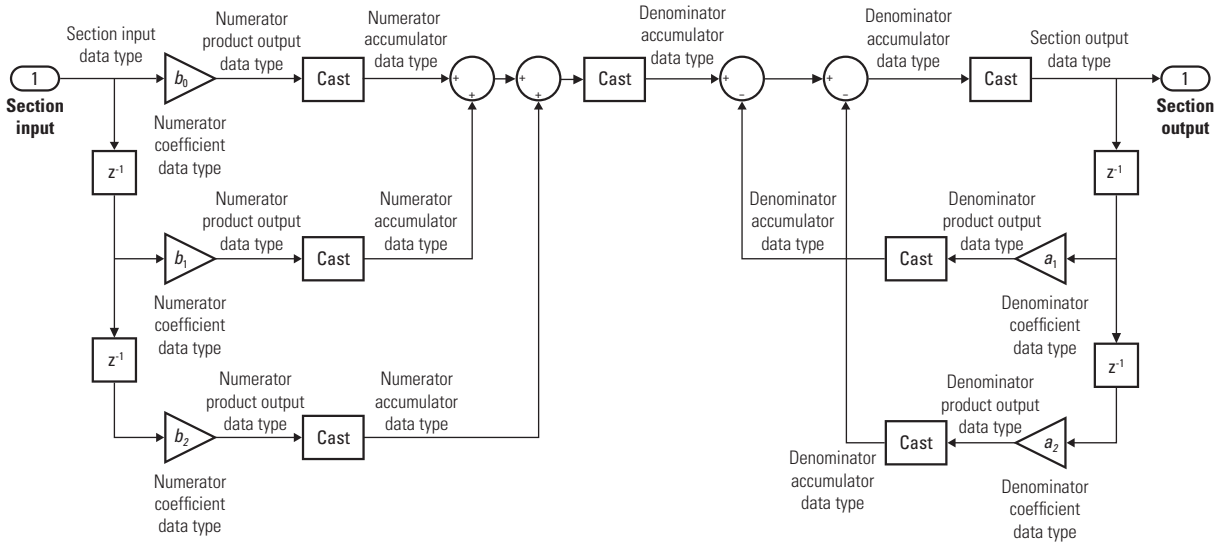 Section input
data type
Numerator
product output
data type
Numerator
accumulator
data type
Denominator
accumulator
data type
Denominator
accumulator
data type
Section output
data type
1
Section
input
b0
Cast
+
+
+
+
Cast
+
–
+
–
Cast
1
Section
output
Numerator
coefficient
data type
z-1
z-1
Numerator
product output
data type
Numerator
accumulator
data type
Denominator
accumulator
data type
Denominator
product output
data type
b1
Cast
Cast
a1
Numerator
coefficient
data type
Denominator
coefficient
data type
z-1
z-1
Numerator
product output
data type
Numerator
accumulator
data type
Denominator
product output
data type
b2
Cast
Cast
a2
Numerator
coefficient
data type
Denominator
accumulator
data type
Denominator
coefficient
data type